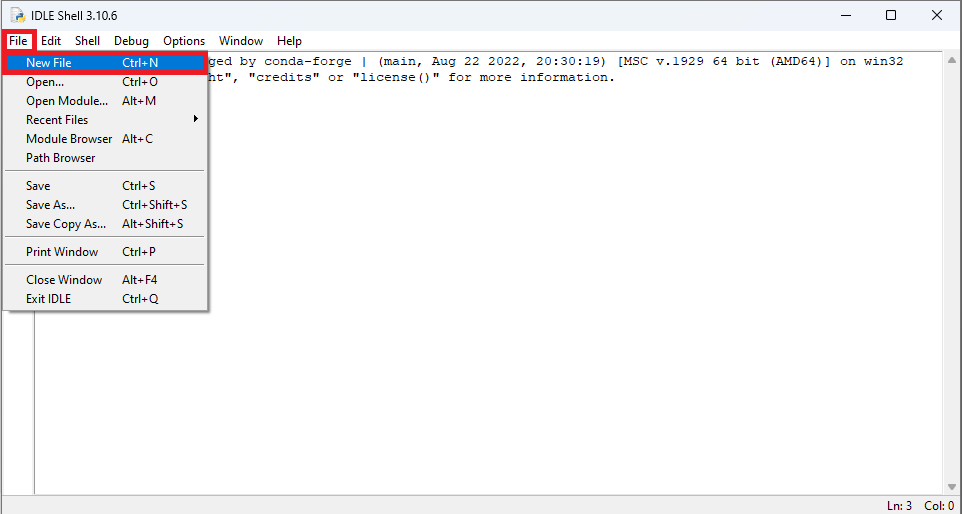 IDLE Shell 3.10.6
File Edit Shell Debug Options Window Help
ged by conda-forge | (main, Aug 22 2022, 20:30:19) [MSC v.1929 64 bit (AMD64)] on win32
ht", "credits" or "license()" for more information.
New File Ctrl+N
Open... Ctrl+O
Open Module... Alt+M
Recent Files
Module Browser Alt+C
Path Browser
Save Ctrl+S
Save As... Ctrl+Shift+S
Save Copy As... Alt+Shift+S
Print Window Ctrl+P
Close Window Alt+F4
Exit IDLE Ctrl+Q
Ln: 3 Col: 0